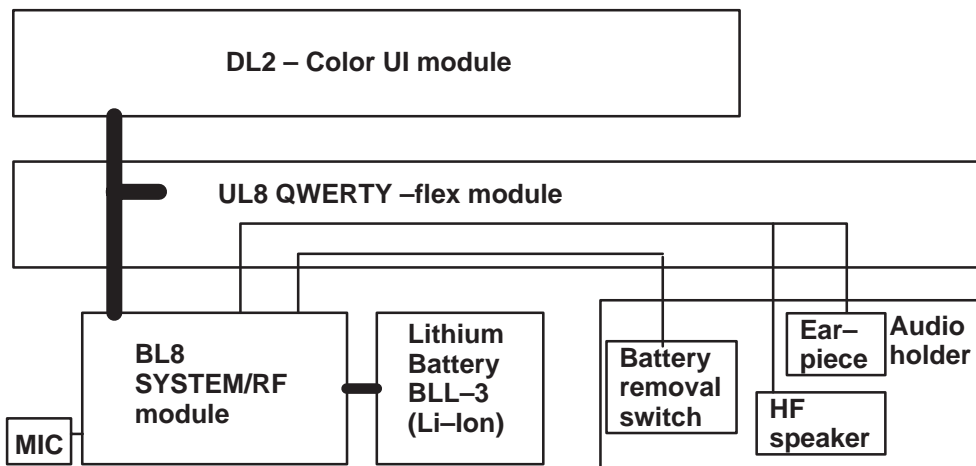 DL2 – Color UI module
UL8 QWERTY –flex module
BL8
SYSTEM/RF
module
Lithium
Battery
BLL–3
(Li–Ion)
MIC
Battery
removal
switch
Ear–
piece
Audio
holder
HF
speaker